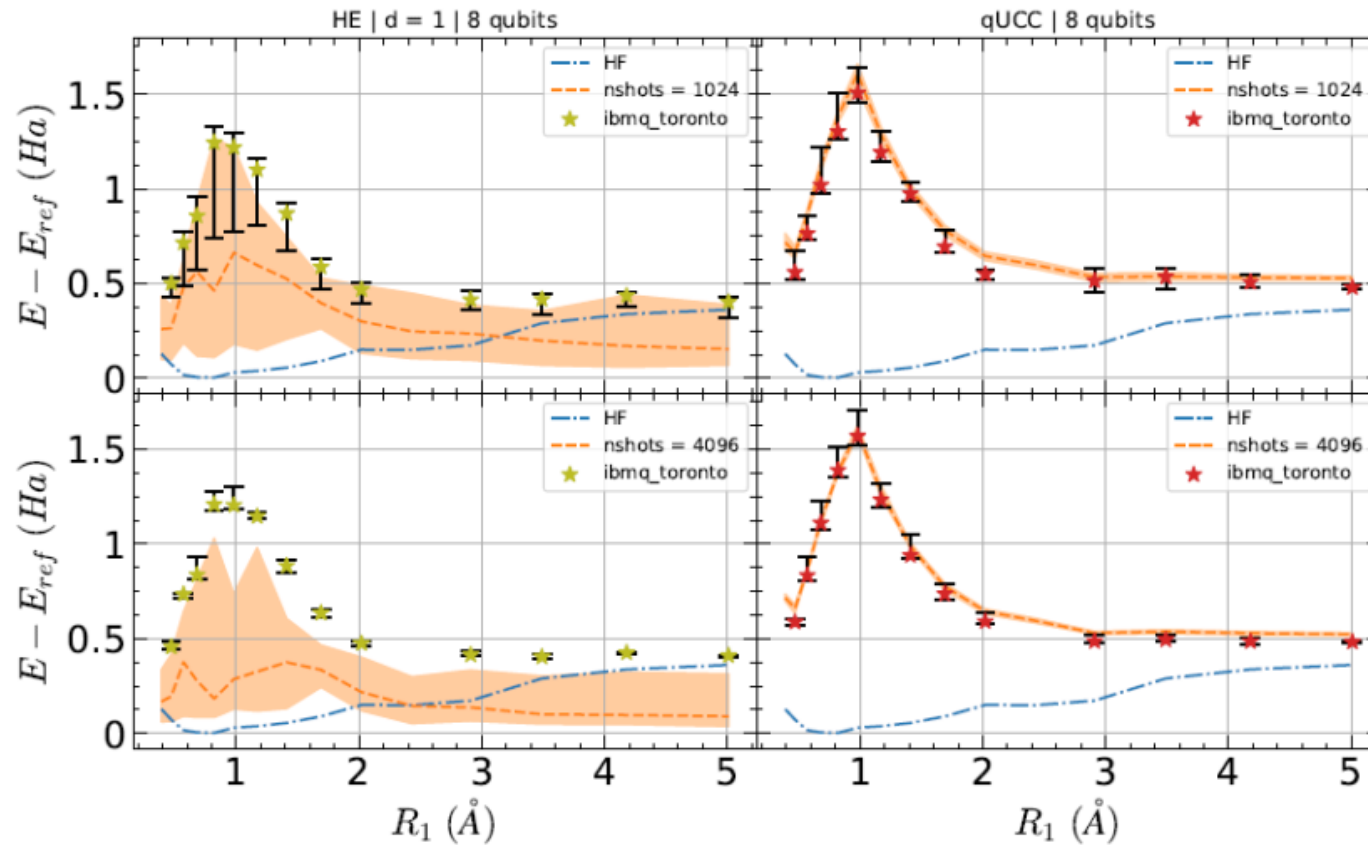 HE | d = 1 | 8 qubits
qUCC | 8 qubits
E − E_ref (Ha)
1.5
1
0.5
0
HF
nshots = 1024
ibmq_toronto
HF
nshots = 1024
ibmq_toronto
E − E_ref (Ha)
1.5
1
0.5
0
HF
nshots = 4096
ibmq_toronto
HF
nshots = 4096
ibmq_toronto
1 2 3 4 5
1 2 3 4 5
R₁ (Å)
R₁ (Å)